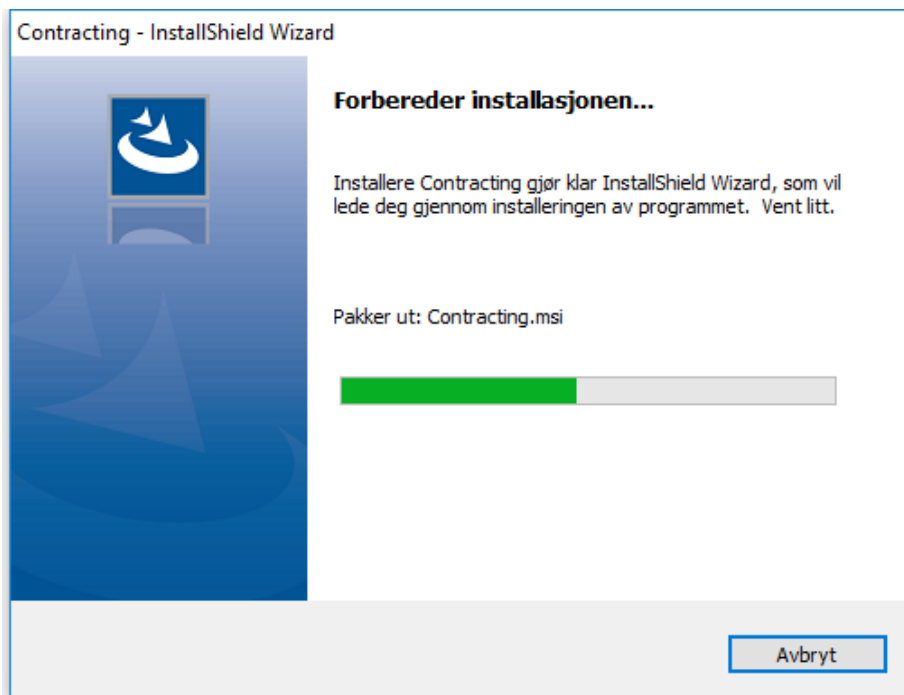 Contracting - InstallShield Wizard
Forbereder installasjonen...
Installere Contracting gjør klar InstallShield Wizard, som vil
lede deg gjennom installeringen av programmet.  Vent litt.
Pakker ut: Contracting.msi
Avbryt